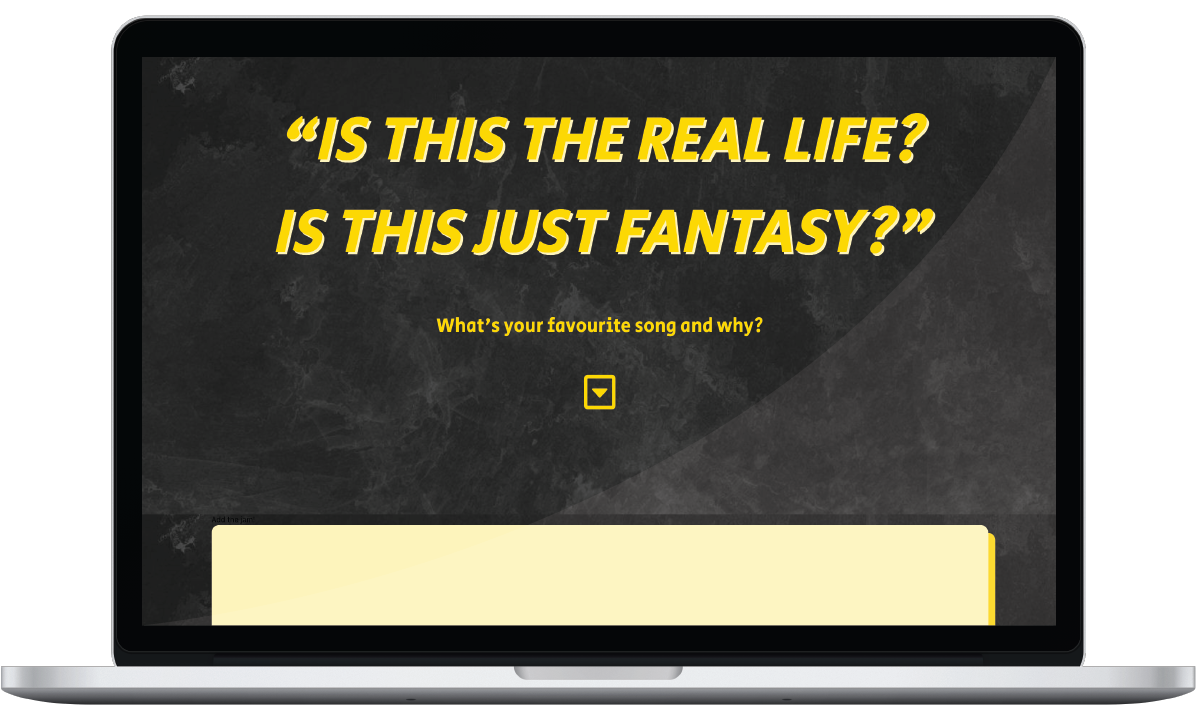 “IS THIS THE REAL LIFE?
IS THIS JUST FANTASY?”
What’s your favourite song and why?